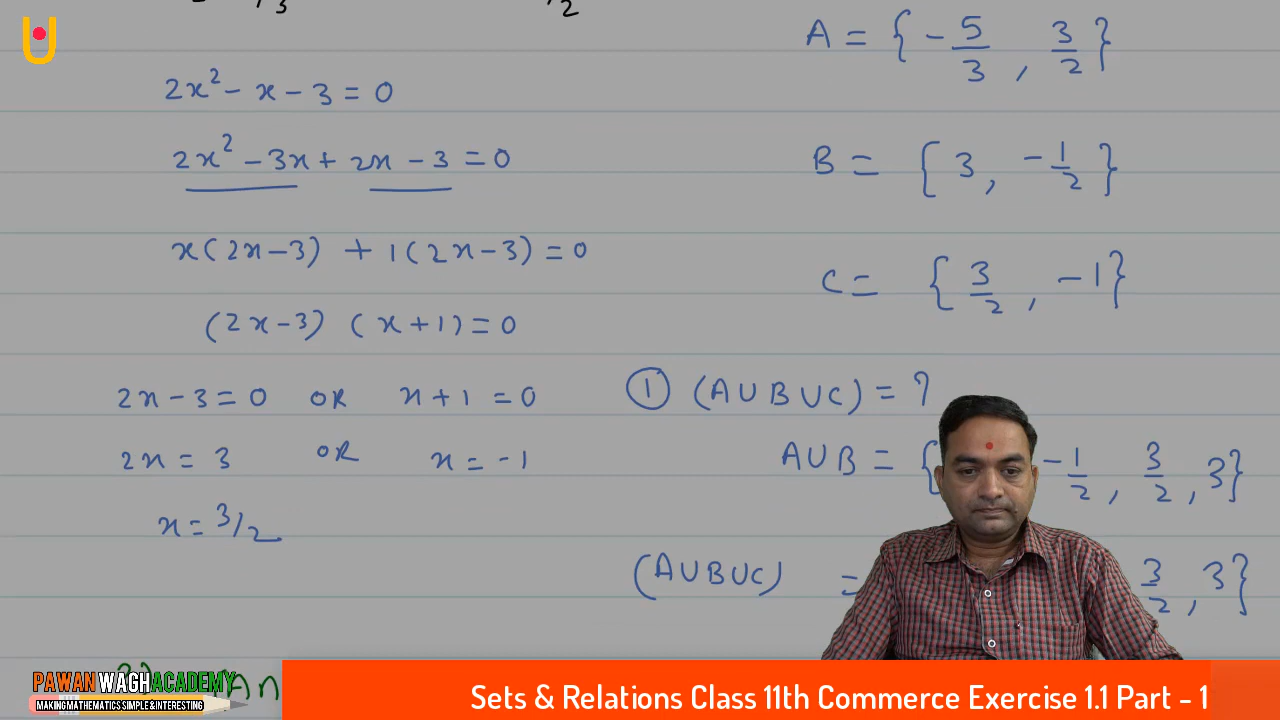 2x² - x - 3 = 0
2x² - 3x + 2x - 3 = 0
x(2x-3) + 1(2x-3) = 0
(2x-3) (x+1) = 0
2x - 3 = 0 OR x + 1 = 0
2x = 3 OR x = -1
x = 3/2
A = { -5/3, 3/2 }
B = { 3, -1/2 }
C = { 3/2, -1 }
① (A∪B∪C) = ?
A∪B = { -1/2, 3/2, 3}
(A∪B∪C) = 3/2, 3}
PAWAN WAGH ACADEMY
MAKING MATHEMATICS SIMPLE & INTERESTING
An
Sets & Relations Class 11th Commerce Exercise 1.1 Part - 1